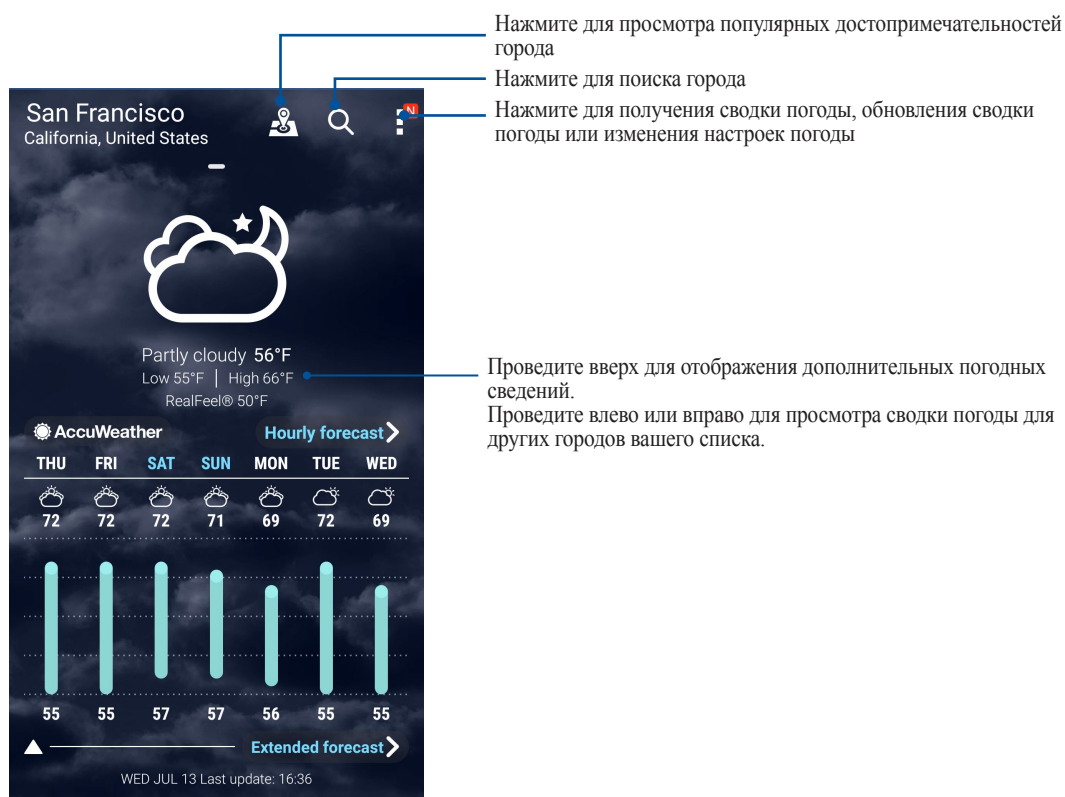 Нажмите для просмотра популярных достопримечательностей
города
Нажмите для поиска города
Нажмите для получения сводки погоды, обновления сводки
погоды или изменения настроек погоды
San Francisco
California, United States
N
Partly cloudy 56°F
Low 55°F | High 66°F
RealFeel® 50°F
Проведите вверх для отображения дополнительных погодных
сведений.
Проведите влево или вправо для просмотра сводки погоды для
других городов вашего списка.
AccuWeather Hourly forecast
THU FRI SAT SUN MON TUE WED
72 72 72 71 69 72 69
55 55 57 57 56 55 55
Extended forecast
WED JUL 13 Last update: 16:36